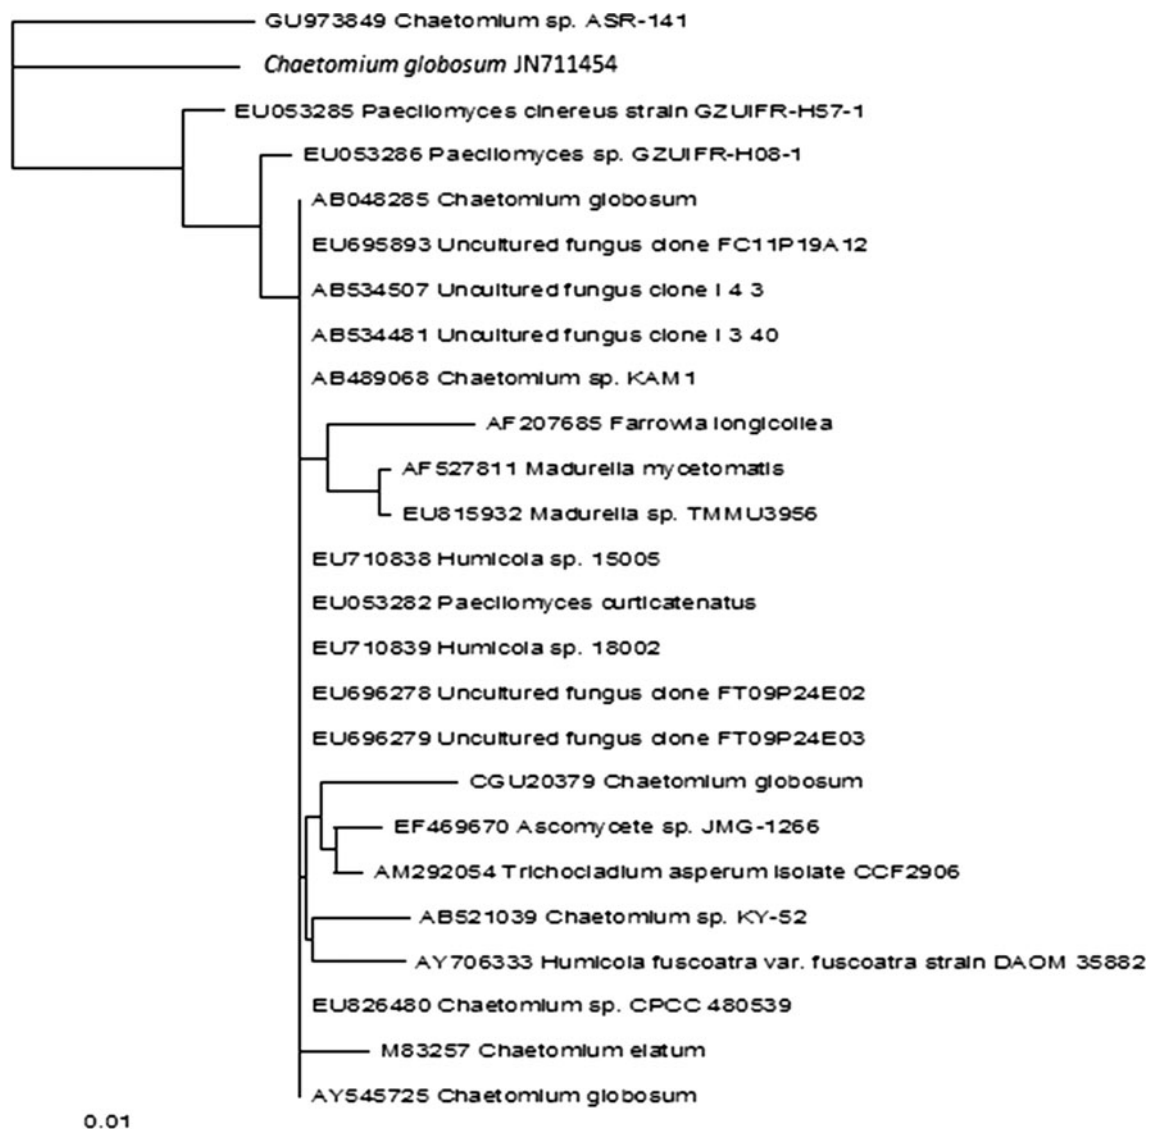 GU973849 Chaetomium sp. ASR-141
Chaetomium globosum JN711454
EU053285 Paecilomyces cinereus strain GZUIFR-H57-1
EU053286 Paecilomyces sp. GZUIFR-H08-1
AB048285 Chaetomium globosum
EU695893 Uncultured fungus clone FC11P19A12
AB534507 Uncultured fungus clone I 4 3
AB534481 Uncultured fungus clone I 3 40
AB489068 Chaetomium sp. KAM1
AF207685 Farrowia longicollea
AF527811 Madurella mycetomatis
EU815932 Madurella sp. TMMU3956
EU710838 Humicola sp. 15005
EU053282 Paecilomyces curticatenatus
EU710839 Humicola sp. 18002
EU696278 Uncultured fungus clone FT09P24E02
EU696279 Uncultured fungus clone FT09P24E03
CGU20379 Chaetomium globosum
EF469670 Ascomycete sp. JMG-1266
AM292054 Trichocladium asperum isolate CCF2906
AB521039 Chaetomium sp. KY-52
AY706333 Humicola fuscoatra var. fuscoatra strain DAOM 35882
EU826480 Chaetomium sp. CPCC 480539
M83257 Chaetomium elatum
AY545725 Chaetomium globosum
0.01